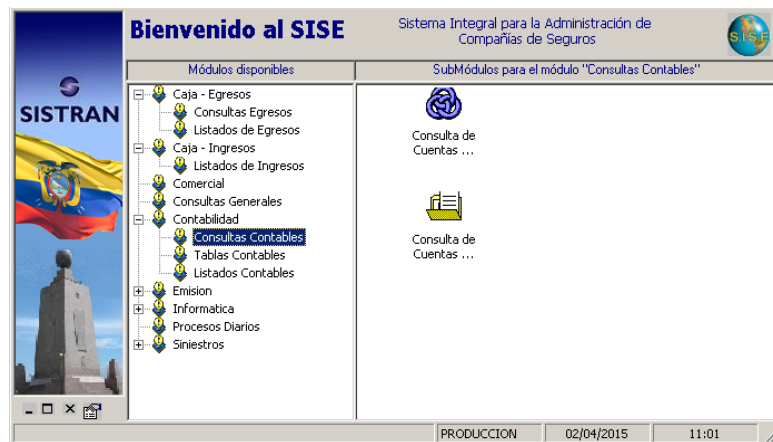 Bienvenido al SISE
Sistema Integral para la Administración de
Compañías de Seguros
S.I.S.E
Módulos disponibles
SubMódulos para el módulo "Consultas Contables"
SISTRAN
Caja - Egresos
Consultas Egresos
Listados de Egresos
Caja - Ingresos
Listados de Ingresos
Comercial
Consultas Generales
Contabilidad
Consultas Contables
Tablas Contables
Listados Contables
Emision
Informatica
Procesos Diarios
Siniestros
Consulta de
Cuentas ...
Consulta de
Cuentas ...
PRODUCCION
02/04/2015
11:01